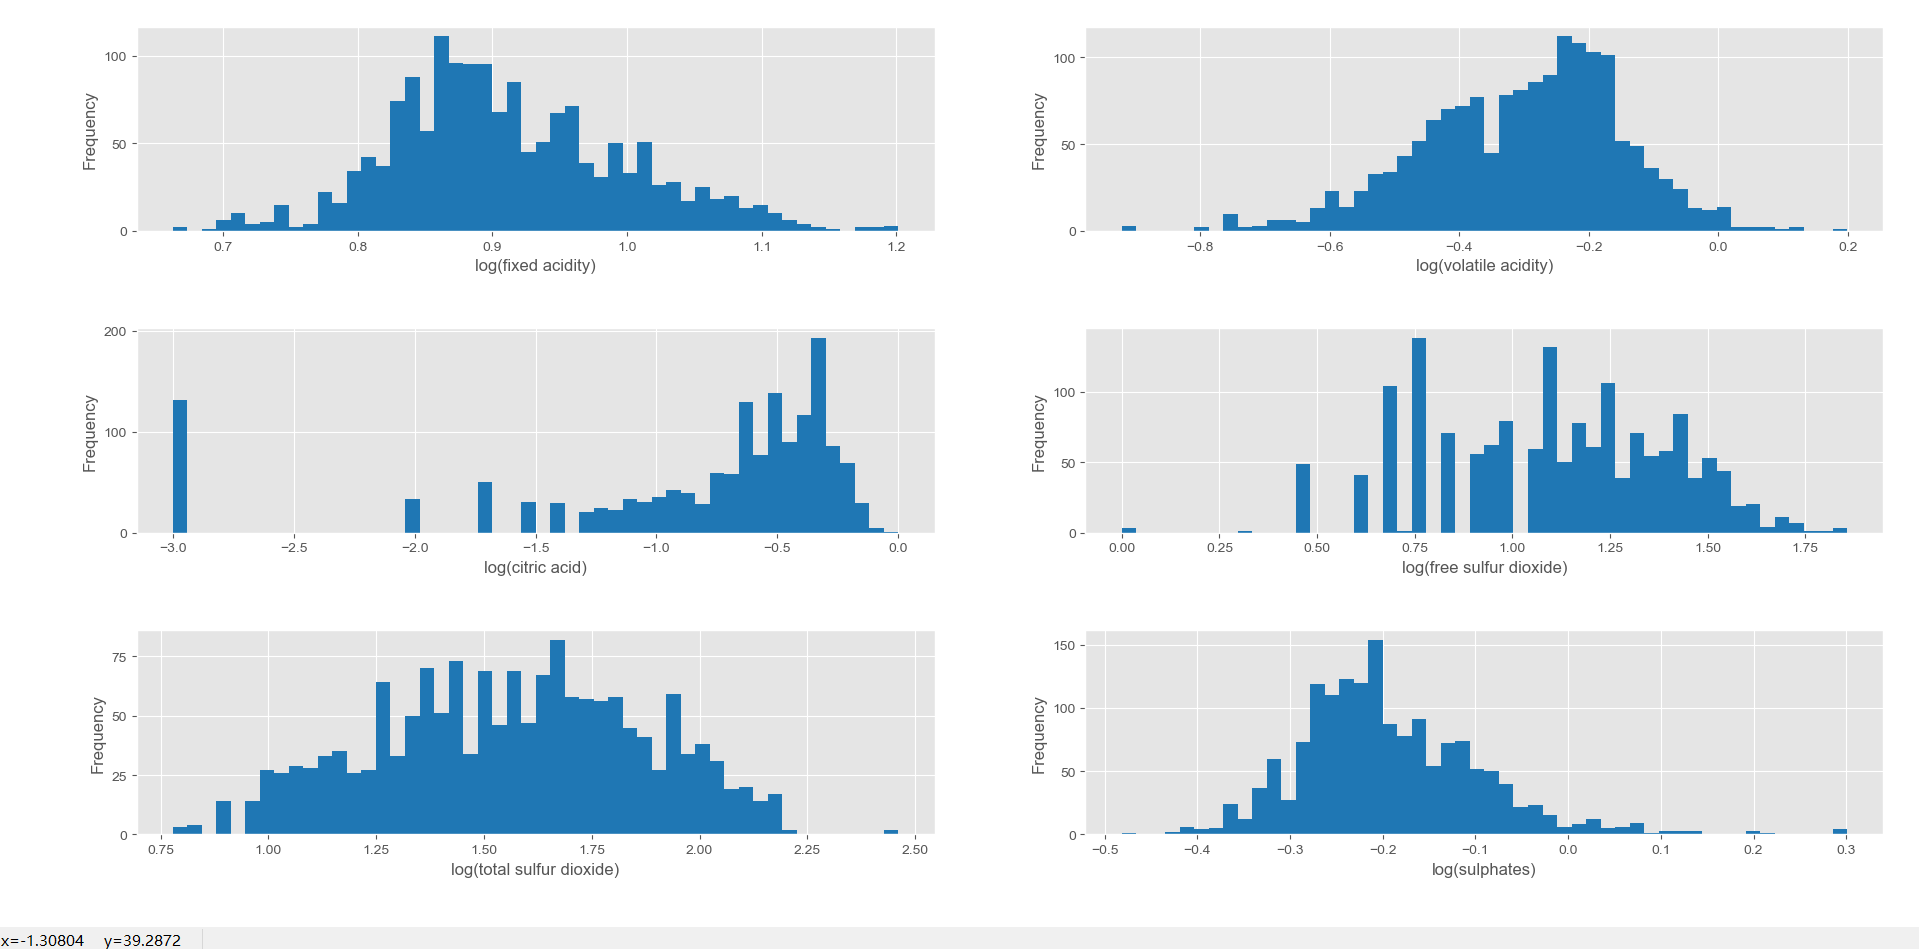 100
50
0
Frequency
0.7 0.8 0.9 1.0 1.1 1.2
log(fixed acidity)
100
50
0
Frequency
−0.8 −0.6 −0.4 −0.2 0.0 0.2
log(volatile acidity)
200
100
0
Frequency
−3.0 −2.5 −2.0 −1.5 −1.0 −0.5 0.0
log(citric acid)
100
50
0
Frequency
0.00 0.25 0.50 0.75 1.00 1.25 1.50 1.75
log(free sulfur dioxide)
75
50
25
0
Frequency
0.75 1.00 1.25 1.50 1.75 2.00 2.25 2.50
log(total sulfur dioxide)
150
100
50
0
Frequency
−0.5 −0.4 −0.3 −0.2 −0.1 0.0 0.1 0.2 0.3
log(sulphates)
x=-1.30804 y=39.2872